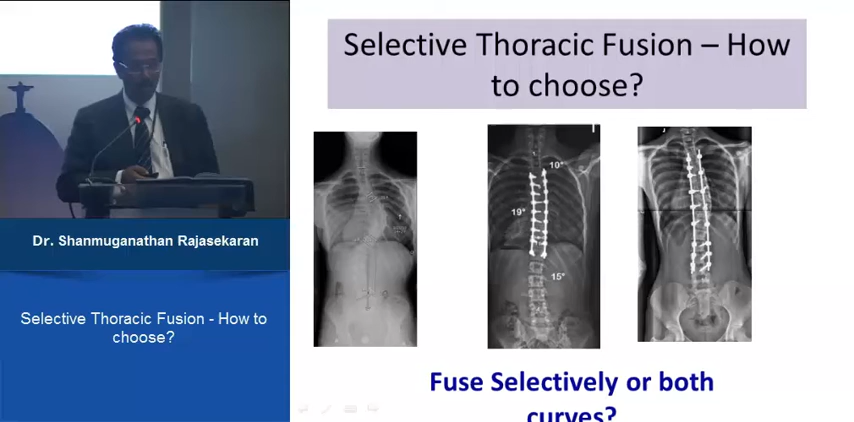 Selective Thoracic Fusion – How
to choose?
10°
19°
15°
Dr. Shanmuganathan Rajasekaran
Selective Thoracic Fusion - How to
choose?
Fuse Selectively or both
curves?